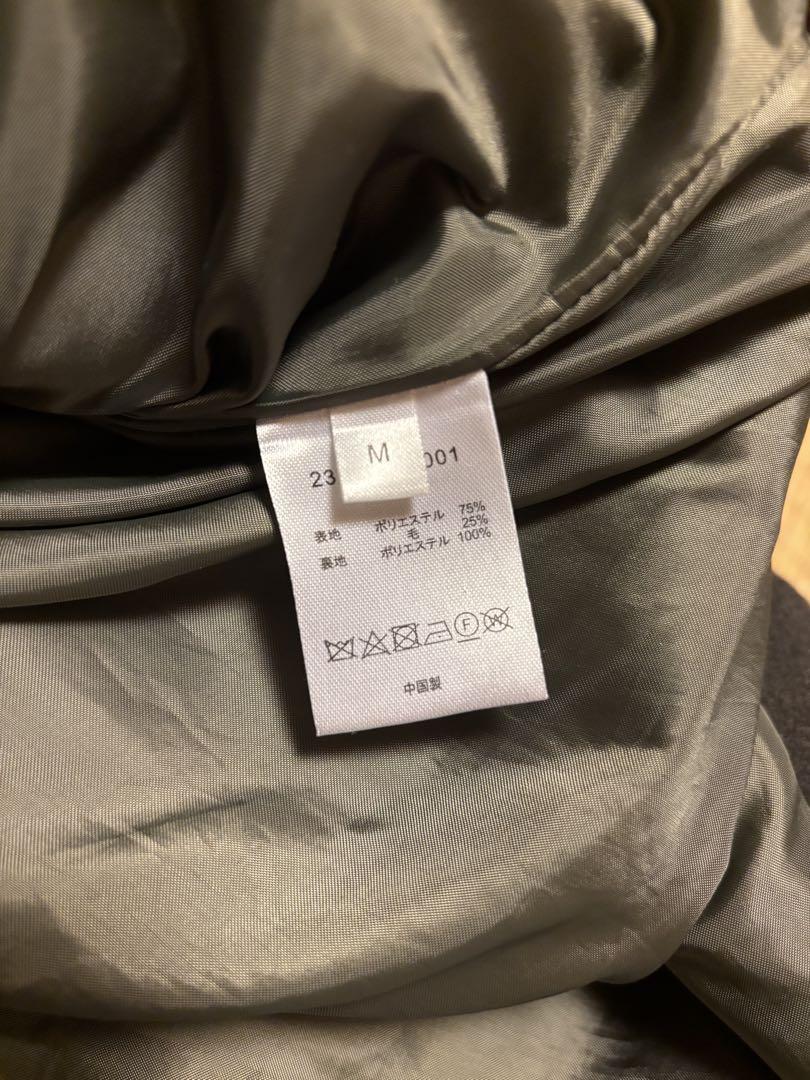 M
23 001
表地 ポリエステル 75%
毛 25%
裏地 ポリエステル 100%
F W
中国製